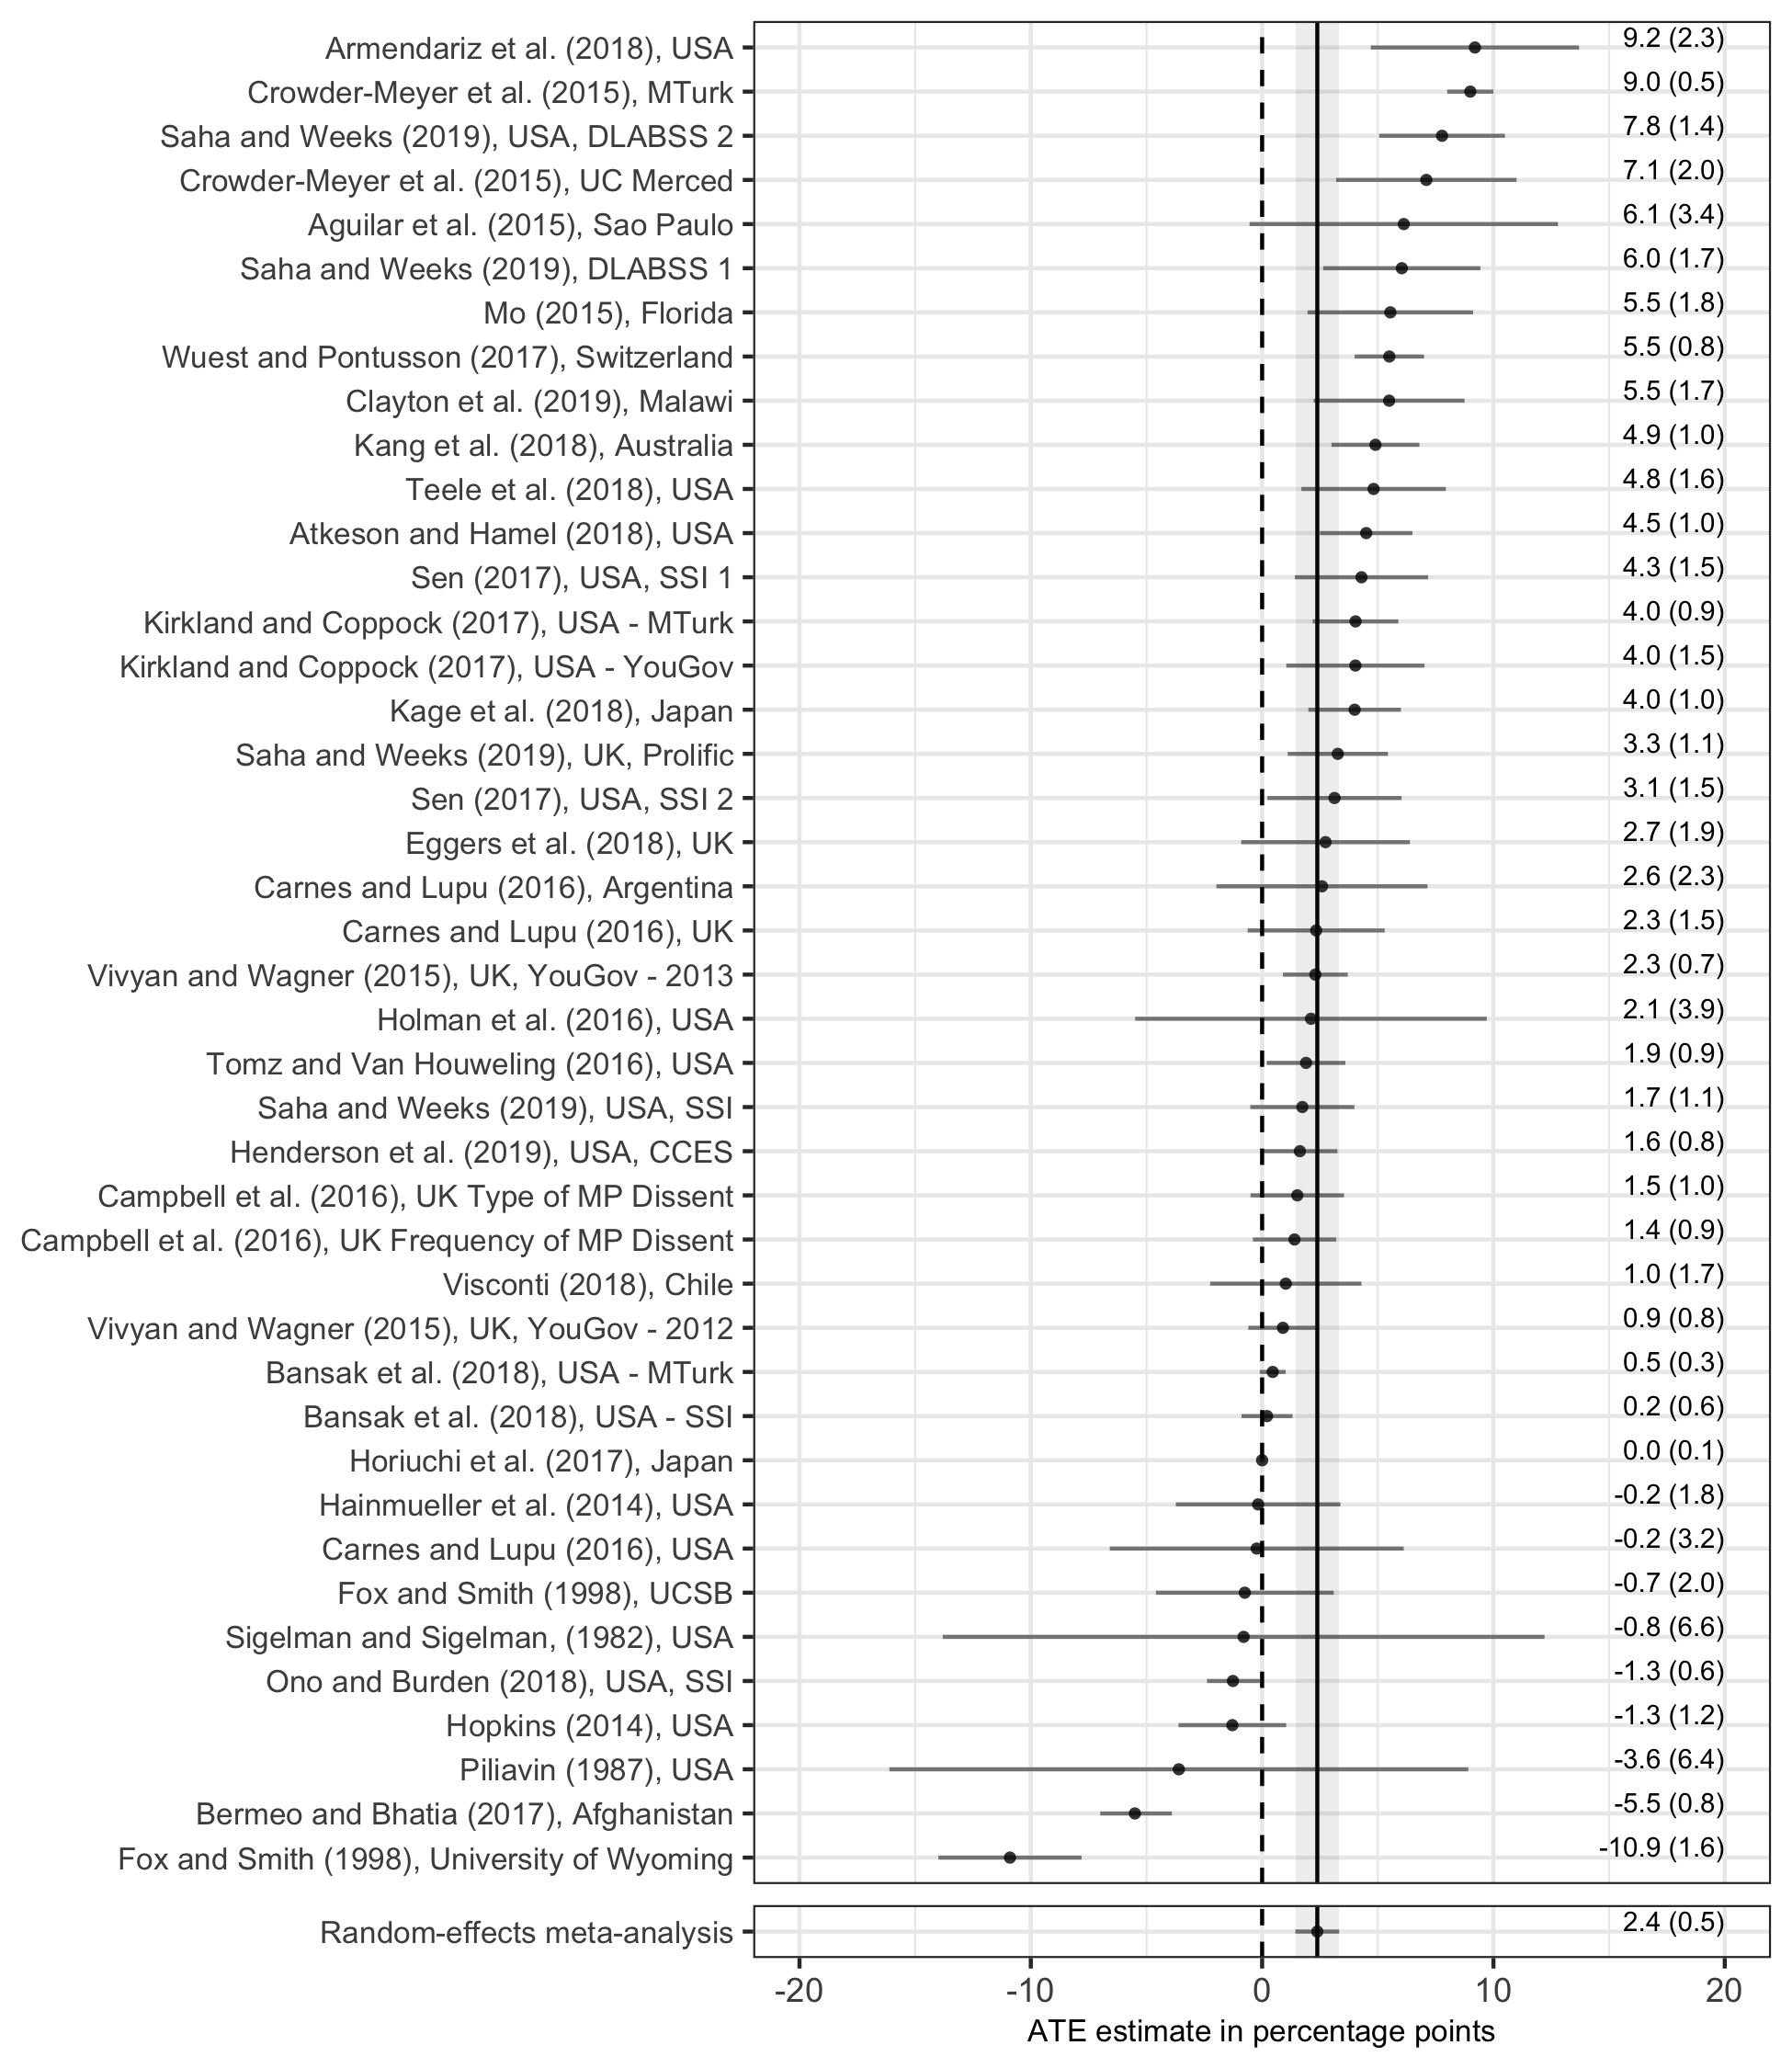 Armendariz et al. (2018), USA 9.2 (2.3)
Crowder-Meyer et al. (2015), MTurk 9.0 (0.5)
Saha and Weeks (2019), USA, DLABSS 2 7.8 (1.4)
Crowder-Meyer et al. (2015), UC Merced 7.1 (2.0)
Aguilar et al. (2015), Sao Paulo 6.1 (3.4)
Saha and Weeks (2019), DLABSS 1 6.0 (1.7)
Mo (2015), Florida 5.5 (1.8)
Wuest and Pontusson (2017), Switzerland 5.5 (0.8)
Clayton et al. (2019), Malawi 5.5 (1.7)
Kang et al. (2018), Australia 4.9 (1.0)
Teele et al. (2018), USA 4.8 (1.6)
Atkeson and Hamel (2018), USA 4.5 (1.0)
Sen (2017), USA, SSI 1 4.3 (1.5)
Kirkland and Coppock (2017), USA - MTurk 4.0 (0.9)
Kirkland and Coppock (2017), USA - YouGov 4.0 (1.5)
Kage et al. (2018), Japan 4.0 (1.0)
Saha and Weeks (2019), UK, Prolific 3.3 (1.1)
Sen (2017), USA, SSI 2 3.1 (1.5)
Eggers et al. (2018), UK 2.7 (1.9)
Carnes and Lupu (2016), Argentina 2.6 (2.3)
Carnes and Lupu (2016), UK 2.3 (1.5)
Vivyan and Wagner (2015), UK, YouGov - 2013 2.3 (0.7)
Holman et al. (2016), USA 2.1 (3.9)
Tomz and Van Houweling (2016), USA 1.9 (0.9)
Saha and Weeks (2019), USA, SSI 1.7 (1.1)
Henderson et al. (2019), USA, CCES 1.6 (0.8)
Campbell et al. (2016), UK Type of MP Dissent 1.5 (1.0)
Campbell et al. (2016), UK Frequency of MP Dissent 1.4 (0.9)
Visconti (2018), Chile 1.0 (1.7)
Vivyan and Wagner (2015), UK, YouGov - 2012 0.9 (0.8)
Bansak et al. (2018), USA - MTurk 0.5 (0.3)
Bansak et al. (2018), USA - SSI 0.2 (0.6)
Horiuchi et al. (2017), Japan 0.0 (0.1)
Hainmueller et al. (2014), USA -0.2 (1.8)
Carnes and Lupu (2016), USA -0.2 (3.2)
Fox and Smith (1998), UCSB -0.7 (2.0)
Sigelman and Sigelman, (1982), USA -0.8 (6.6)
Ono and Burden (2018), USA, SSI -1.3 (0.6)
Hopkins (2014), USA -1.3 (1.2)
Piliavin (1987), USA -3.6 (6.4)
Bermeo and Bhatia (2017), Afghanistan -5.5 (0.8)
Fox and Smith (1998), University of Wyoming -10.9 (1.6)
Random-effects meta-analysis 2.4 (0.5)
-20 -10 0 10 20
ATE estimate in percentage points